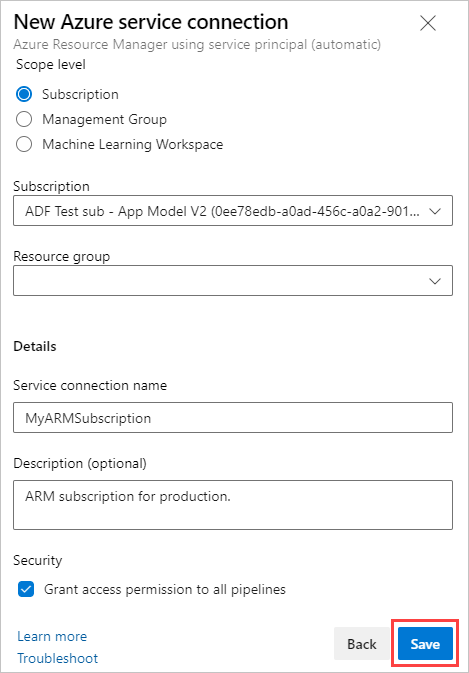 New Azure service connection
Azure Resource Manager using service principal (automatic)
Scope level
Subscription
Management Group
Machine Learning Workspace
Subscription
ADF Test sub - App Model V2 (0ee78edb-a0ad-456c-a0a2-901...
Resource group
Details
Service connection name
MyARMSubscription
Description (optional)
ARM subscription for production.
Security
Grant access permission to all pipelines
Learn more
Troubleshoot
Back
Save